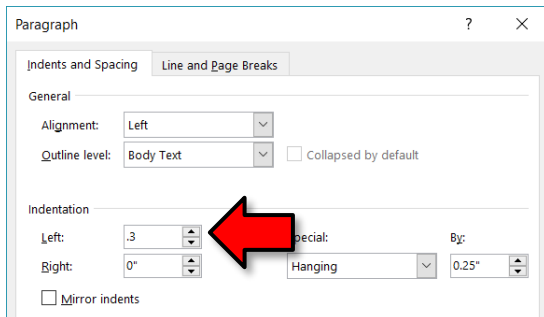 Paragraph ? ×
Indents and Spacing Line and Page Breaks
General
Alignment: Left
Outline level: Body Text Collapsed by default
Indentation
Left: .3 pecial: By:
Right: 0" Hanging 0.25"
Mirror indents